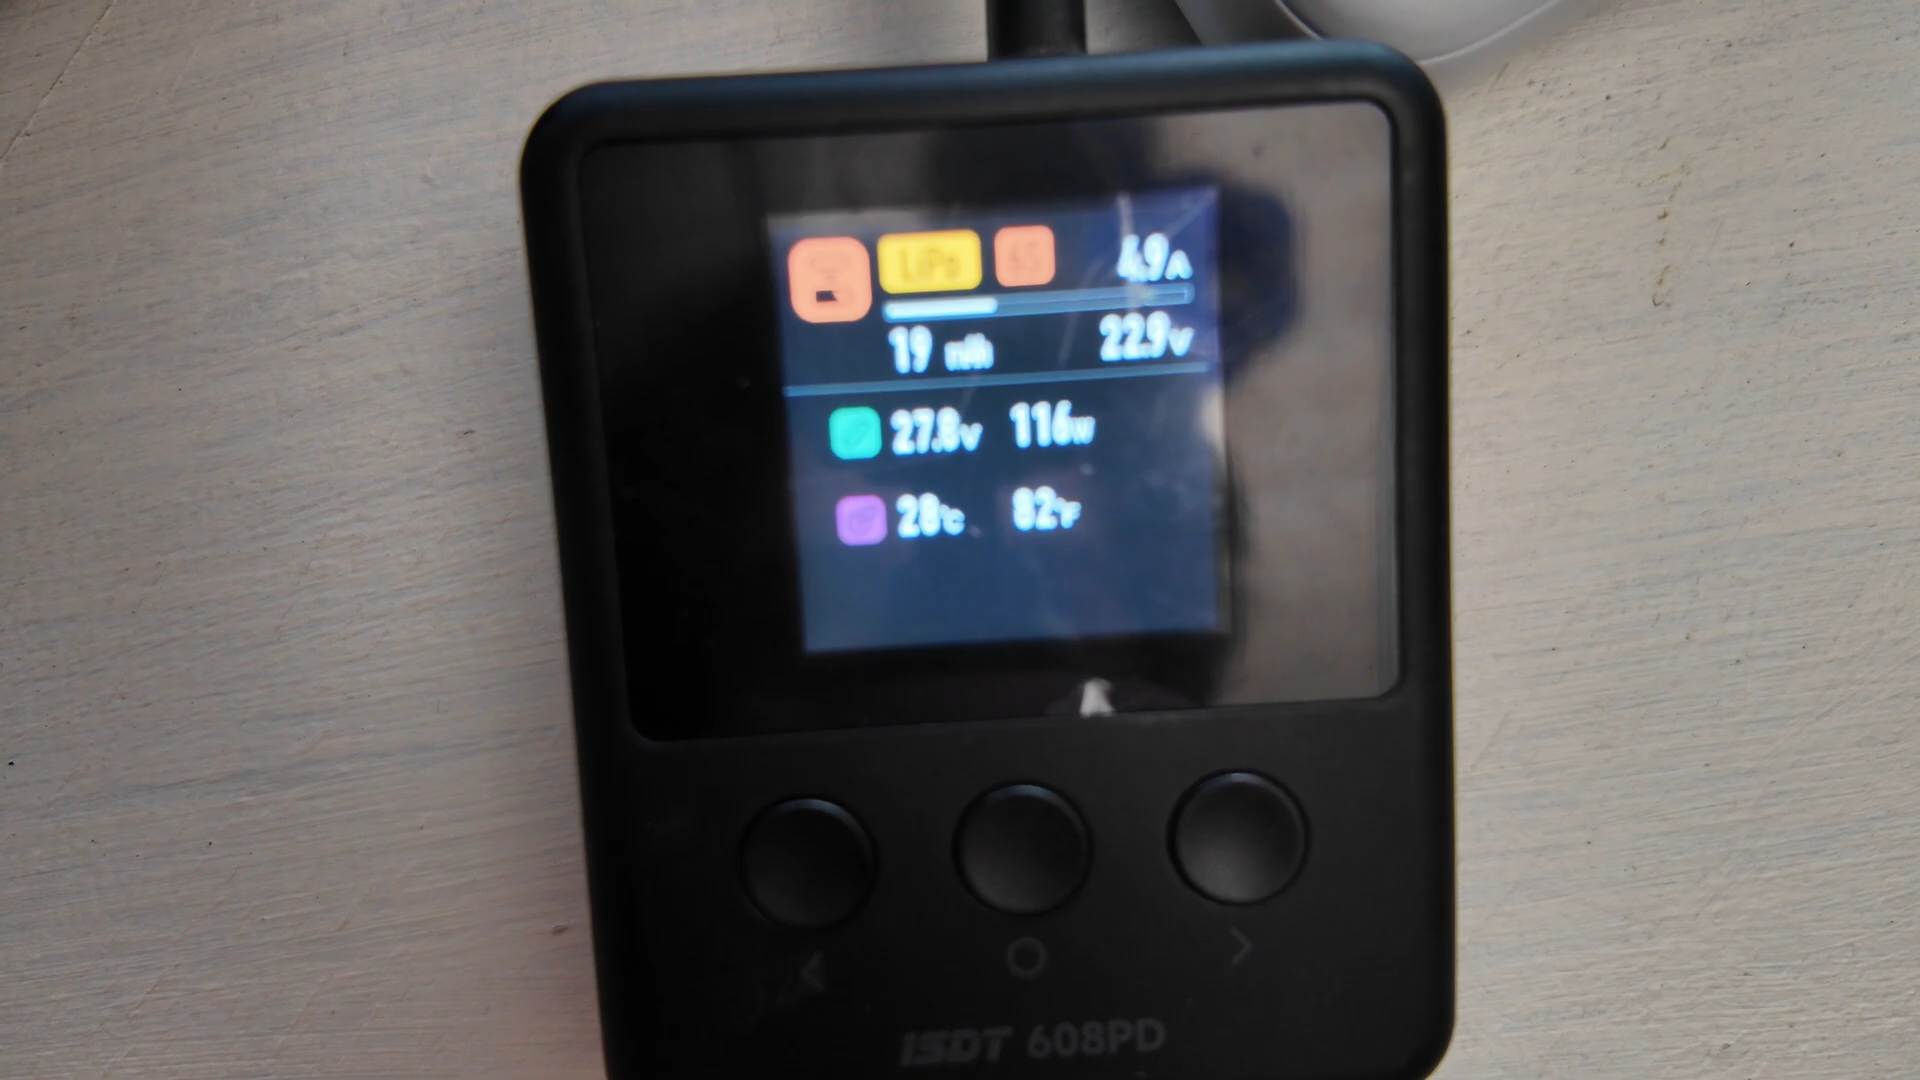 LiPo 6S 4.9A
19 mAh 22.9V
27.8V 116W
28°C 82°F
ISDT 608PD